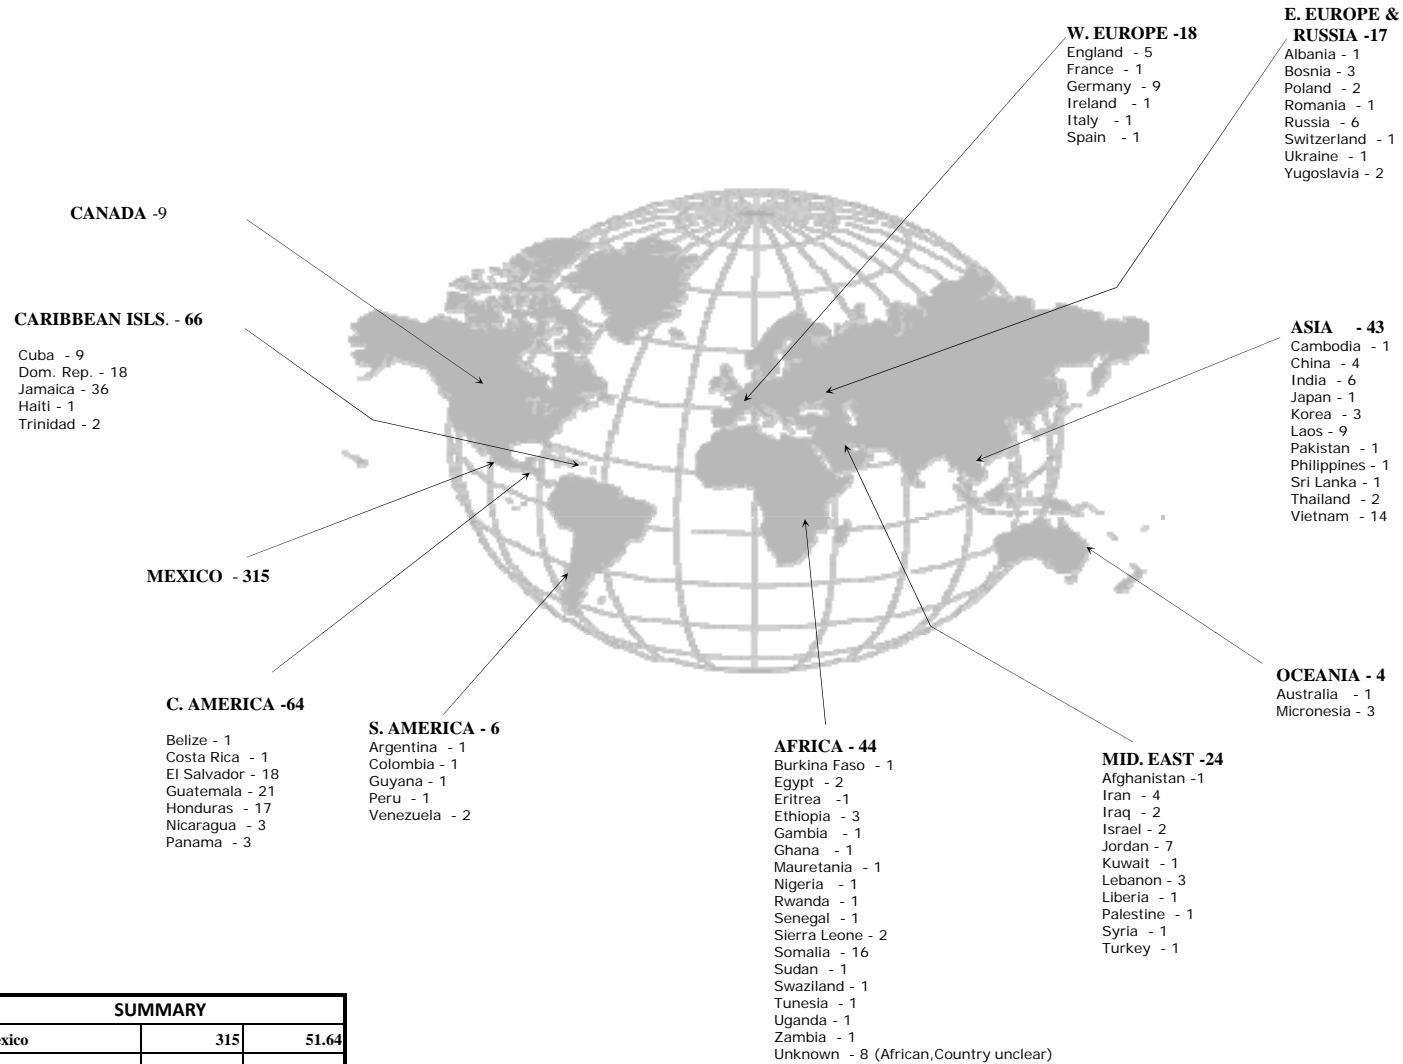 W. EUROPE -18
England - 5
France - 1
Germany - 9
Ireland - 1
Italy - 1
Spain - 1
E. EUROPE &
RUSSIA -17
Albania - 1
Bosnia - 3
Poland - 2
Romania - 1
Russia - 6
Switzerland - 1
Ukraine - 1
Yugoslavia - 2
CANADA -9
CARIBBEAN ISLS. - 66
Cuba - 9
Dom. Rep. - 18
Jamaica - 36
Haiti - 1
Trinidad - 2
ASIA - 43
Cambodia - 1
China - 4
India - 6
Japan - 1
Korea - 3
Laos - 9
Pakistan - 1
Philippines - 1
Sri Lanka - 1
Thailand - 2
Vietnam - 14
MEXICO - 315
C. AMERICA -64
Belize - 1
Costa Rica - 1
El Salvador - 18
Guatemala - 21
Honduras - 17
Nicaragua - 3
Panama - 3
S. AMERICA - 6
Argentina - 1
Colombia - 1
Guyana - 1
Peru - 1
Venezuela - 2
AFRICA - 44
Burkina Faso - 1
Egypt - 2
Eritrea -1
Ethiopia - 3
Gambia - 1
Ghana - 1
Mauretania - 1
Nigeria - 1
Rwanda - 1
Senegal - 1
Sierra Leone - 2
Somalia - 16
Sudan - 1
Swaziland - 1
Tunesia - 1
Uganda - 1
Zambia - 1
Unknown - 8 (African,Country unclear)
MID. EAST -24
Afghanistan -1
Iran - 4
Iraq - 2
Israel - 2
Jordan - 7
Kuwait - 1
Lebanon - 3
Liberia - 1
Palestine - 1
Syria - 1
Turkey - 1
OCEANIA - 4
Australia - 1
Micronesia - 3
SUMMARY
exico 315 51.64